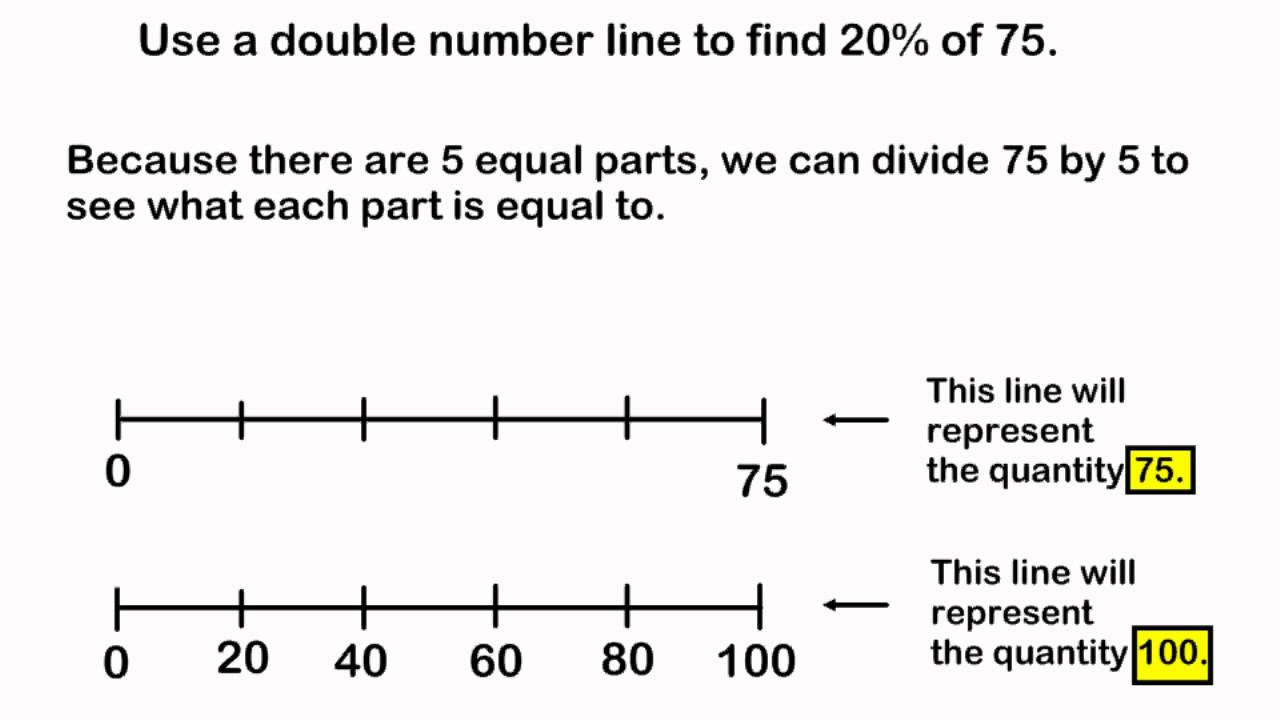 Use a double number line to find 20% of 75.
Because there are 5 equal parts, we can divide 75 by 5 to
see what each part is equal to.
This line will
represent
the quantity 75.
0 75
This line will
represent
the quantity 100.
0 20 40 60 80 100